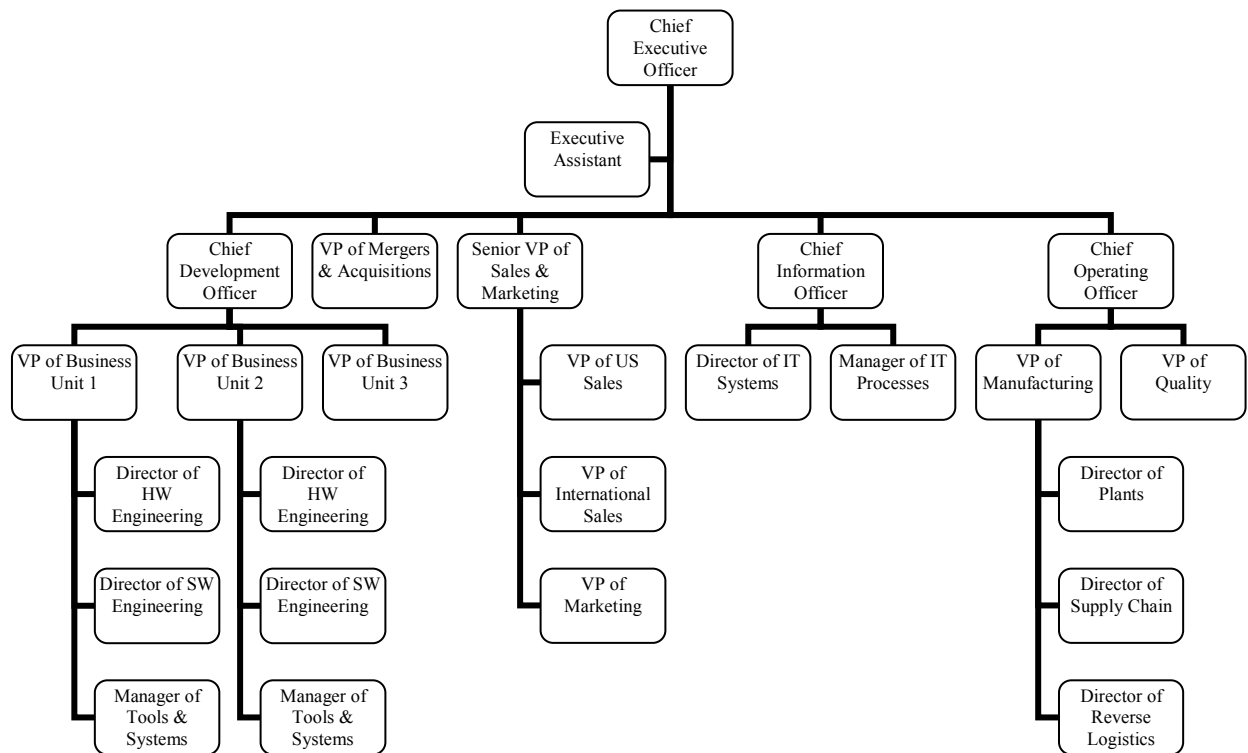 Chief
Executive
Officer
Executive
Assistant
Chief
Development
Officer
VP of Mergers
& Acquisitions
Senior VP of
Sales &
Marketing
Chief
Information
Officer
Chief
Operating
Officer
VP of Business
Unit 1
VP of Business
Unit 2
VP of Business
Unit 3
VP of US
Sales
Director of IT
Systems
Manager of IT
Processes
VP of
Manufacturing
VP of
Quality
Director of
HW
Engineering
Director of
HW
Engineering
VP of
International
Sales
Director of
Plants
Director of SW
Engineering
Director of SW
Engineering
VP of
Marketing
Director of
Supply Chain
Manager of
Tools &
Systems
Manager of
Tools &
Systems
Director of
Reverse
Logistics